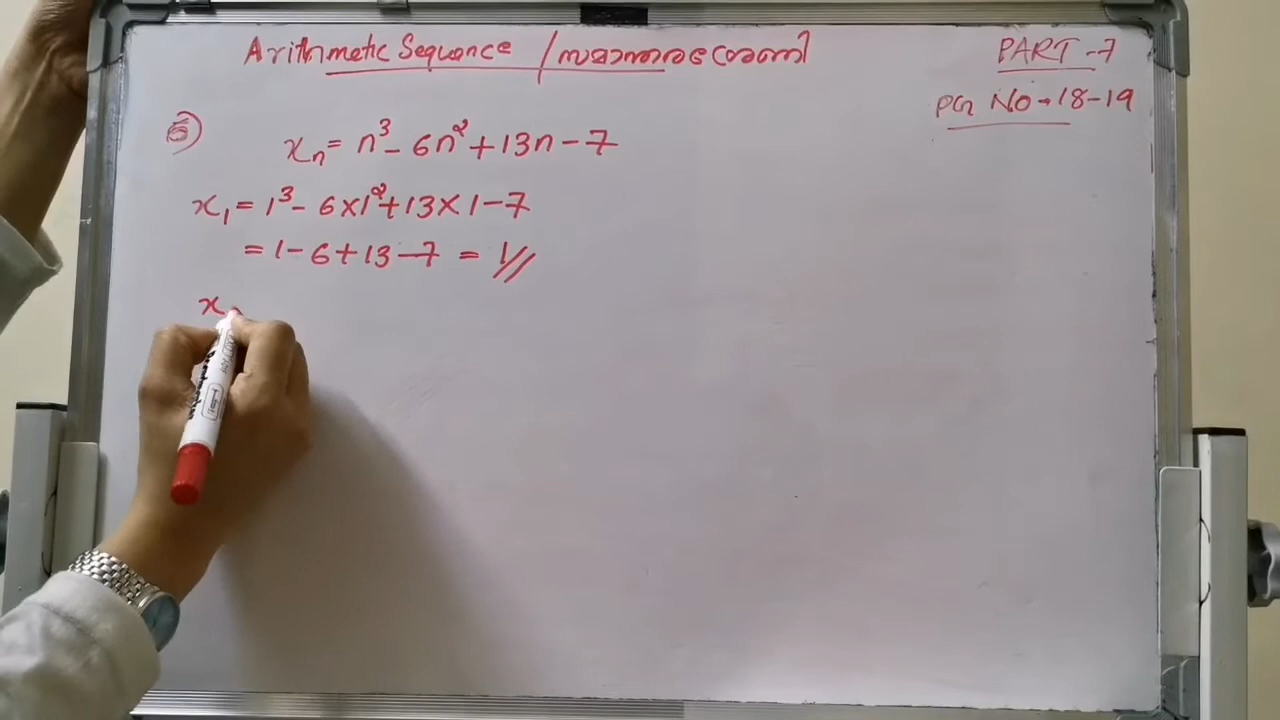 Arithmetic Sequence / സമാന്തരശ്രേണി
PART-7
PG NO→18-19
6) xₙ = n³ - 6n² + 13n - 7
x₁ = 1³ - 6×1² + 13×1 - 7
= 1 - 6 + 13 - 7 = 1//
x